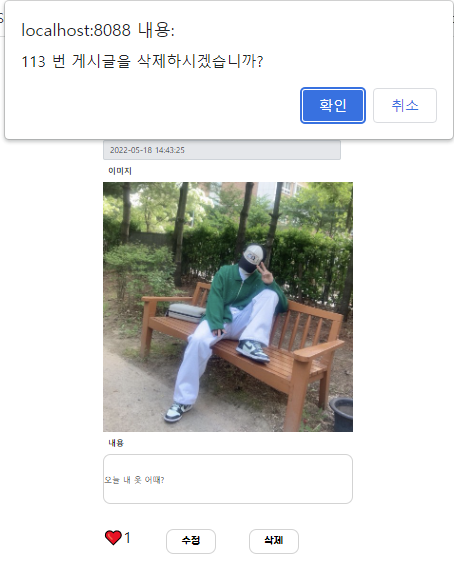 localhost:8088 내용:
113 번 게시글을 삭제하시겠습니까?
확인
취소
2022-05-18 14:43:25
이미지
내용
오늘 내 옷 어때?
1
수정
삭제